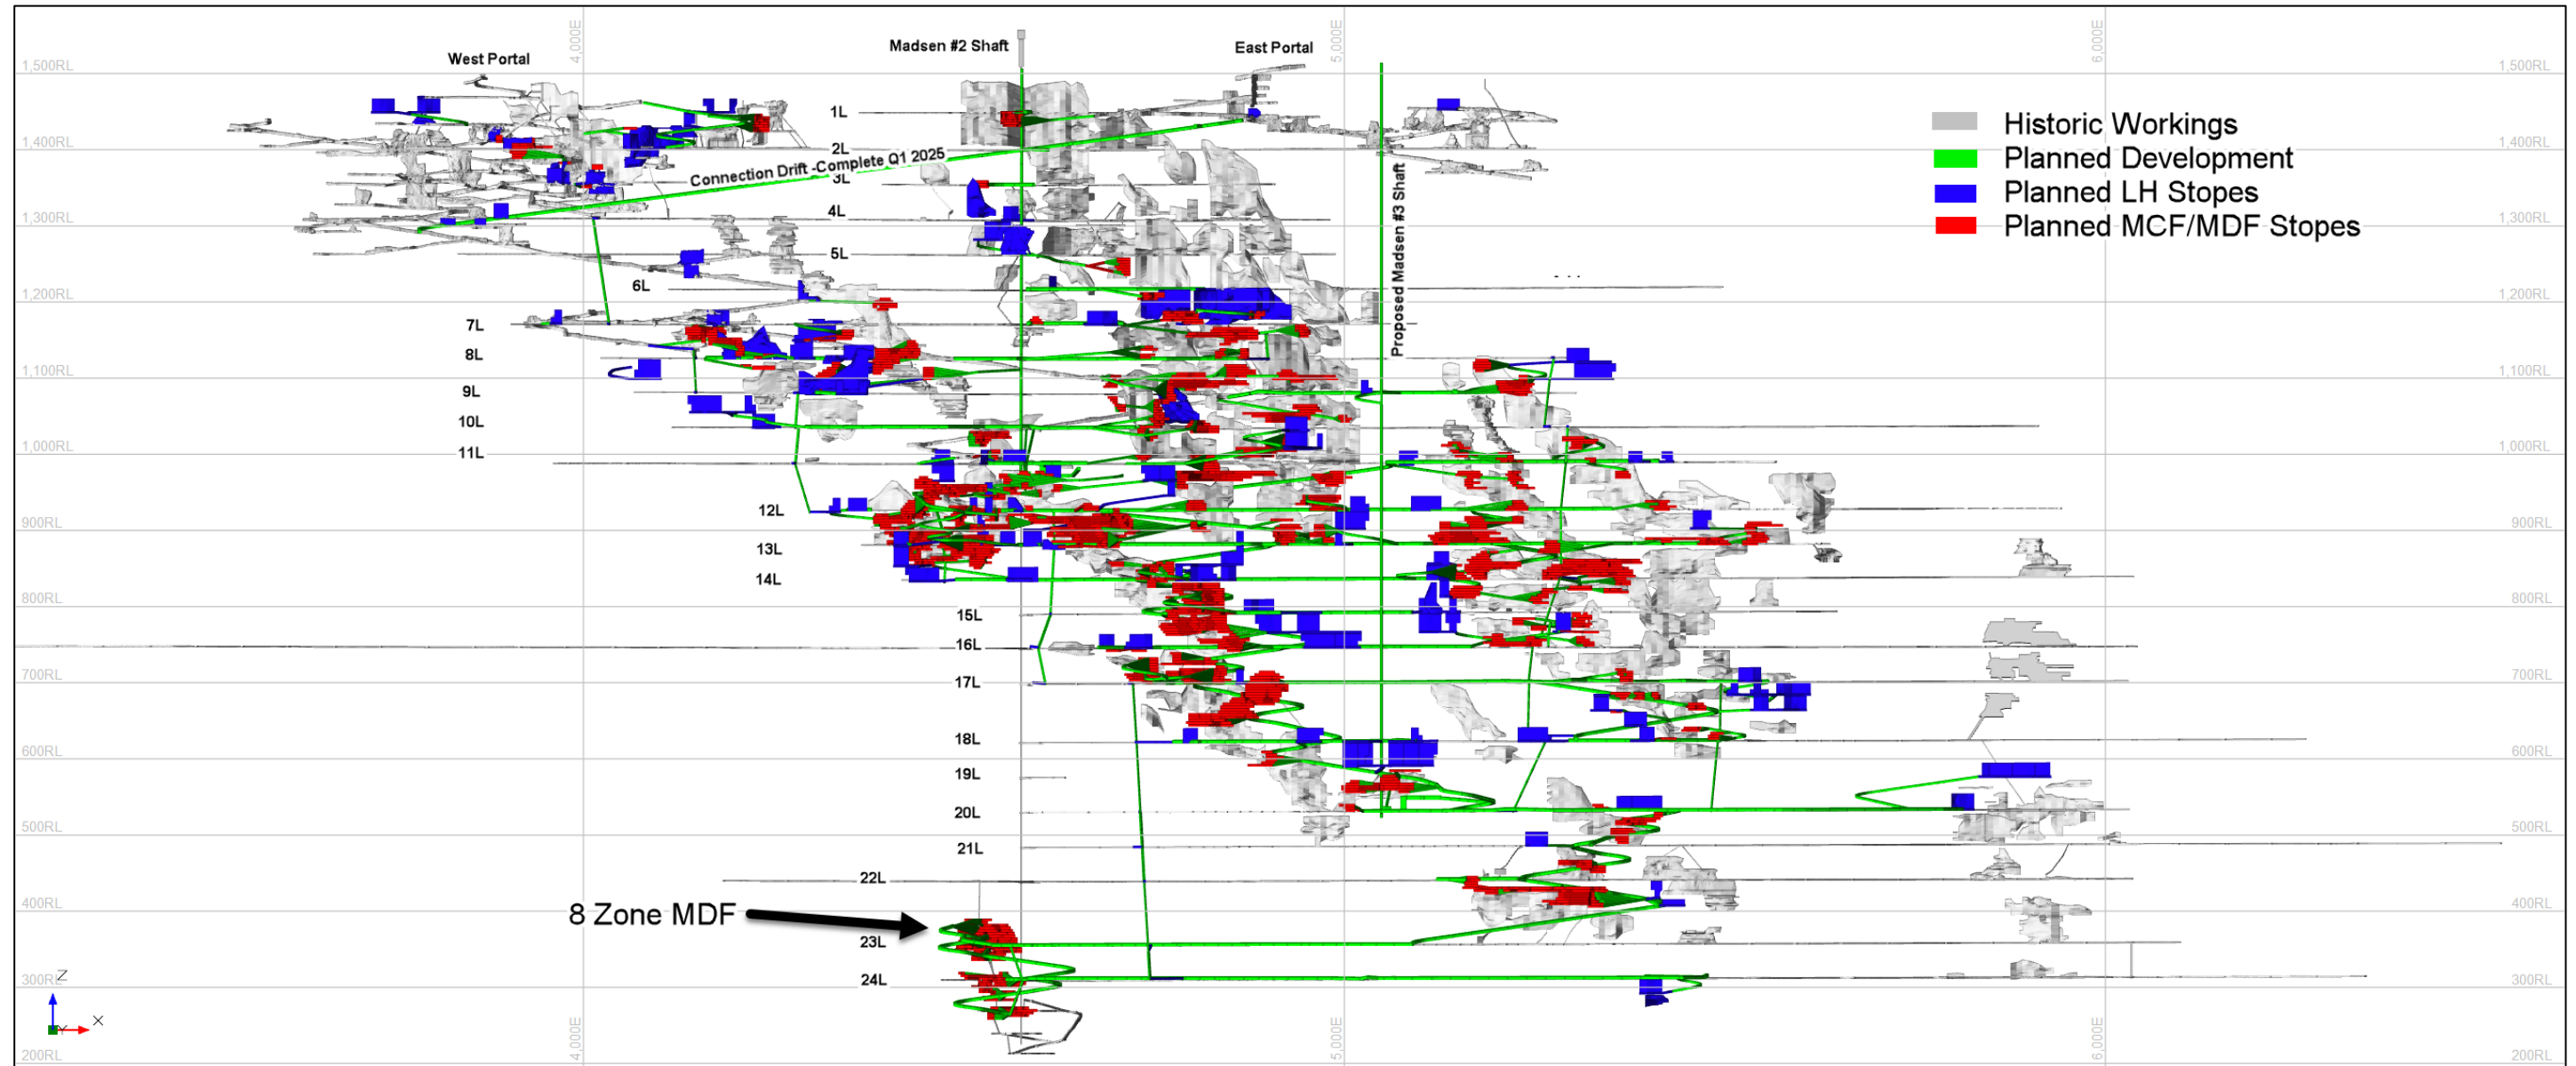 4,000E
5,000E
6,000E
West Portal
Madsen #2 Shaft
East Portal
1,500RL
1,500RL
Historic Workings
Planned Development
Planned LH Stopes
Planned MCF/MDF Stopes
1L
1,400RL
1,400RL
2L
Connection Drift -Complete Q1 2025
3L
Proposed Madsen #3 Shaft
4L
1,300RL
1,300RL
5L
6L
1,200RL
1,200RL
7L
8L
1,100RL
1,100RL
9L
10L
1,000RL
1,000RL
11L
12L
900RL
900RL
13L
14L
800RL
800RL
15L
16L
700RL
700RL
17L
18L
600RL
600RL
19L
20L
500RL
500RL
21L
22L
8 Zone MDF
400RL
400RL
23L
24L
300RL
300RL
Z
Y
X
4,000E
5,000E
6,000E
200RL
200RL